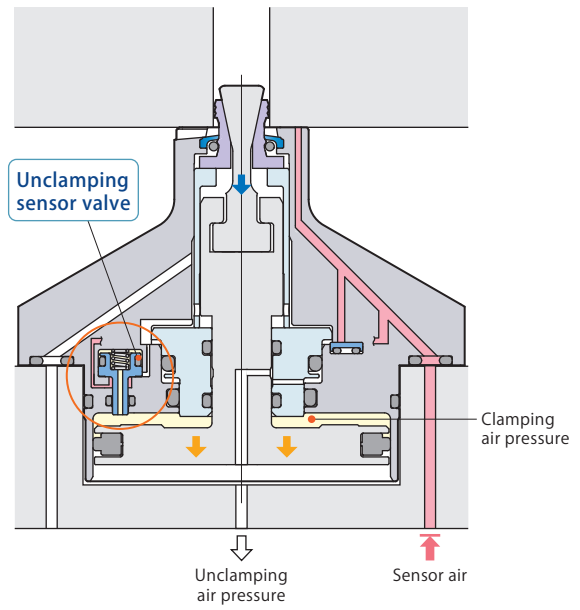 Unclamping
sensor valve
Clamping
air pressure
Unclamping
air pressure
Sensor air